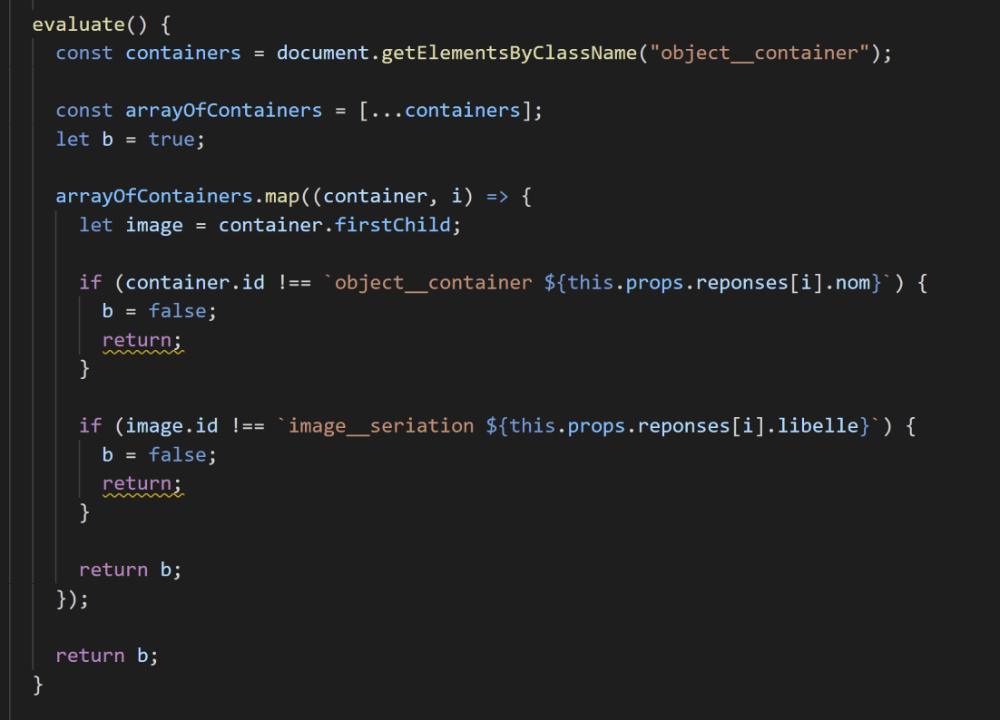 evaluate() {
const containers = document.getElementsByClassName("object__container");
const arrayOfContainers = [...containers];
let b = true;
arrayOfContainers.map((container, i) => {
let image = container.firstChild;
if (container.id !== `object__container ${this.props.reponses[i].nom}`) {
b = false;
return;
}
if (image.id !== `image__seriation ${this.props.reponses[i].libelle}`) {
b = false;
return;
}
return b;
});
return b;
}